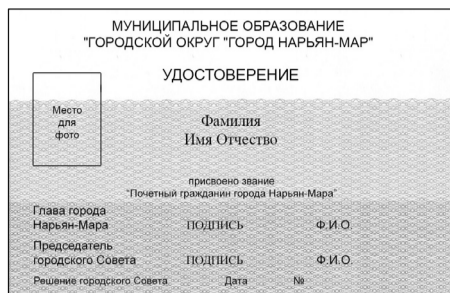 МУНИЦИПАЛЬНОЕ ОБРАЗОВАНИЕ
"ГОРОДСКОЙ ОКРУГ "ГОРОД НАРЬЯН-МАР"
УДОСТОВЕРЕНИЕ
Место
для
фото
Фамилия
Имя Отчество
присвоено звание
"Почетный гражданин города Нарьян-Мара"
Глава города
Нарьян-Мара ПОДПИСЬ Ф.И.О.
Председатель
городского Совета ПОДПИСЬ Ф.И.О.
Решение городского Совета Дата №